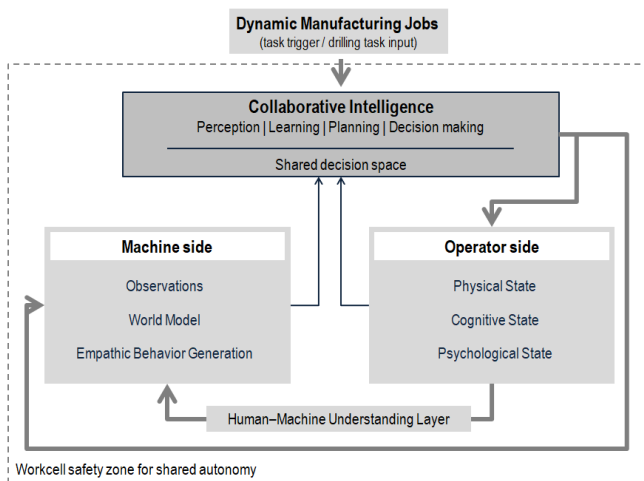 Dynamic Manufacturing Jobs
(task trigger / drilling task input)
Collaborative Intelligence
Perception | Learning | Planning | Decision making
Shared decision space
Machine side
Observations
World Model
Empathic Behavior Generation
Operator side
Physical State
Cognitive State
Psychological State
Human–Machine Understanding Layer
Workcell safety zone for shared autonomy